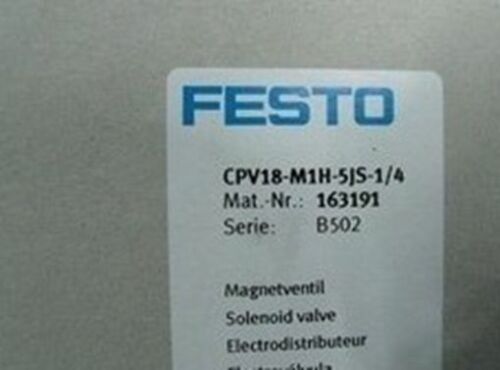 FESTO
CPV18-M1H-5JS-1/4
Mat.-Nr.: 163191
Serie: B502
Magnetventil
Solenoid valve
Electrodistributeur